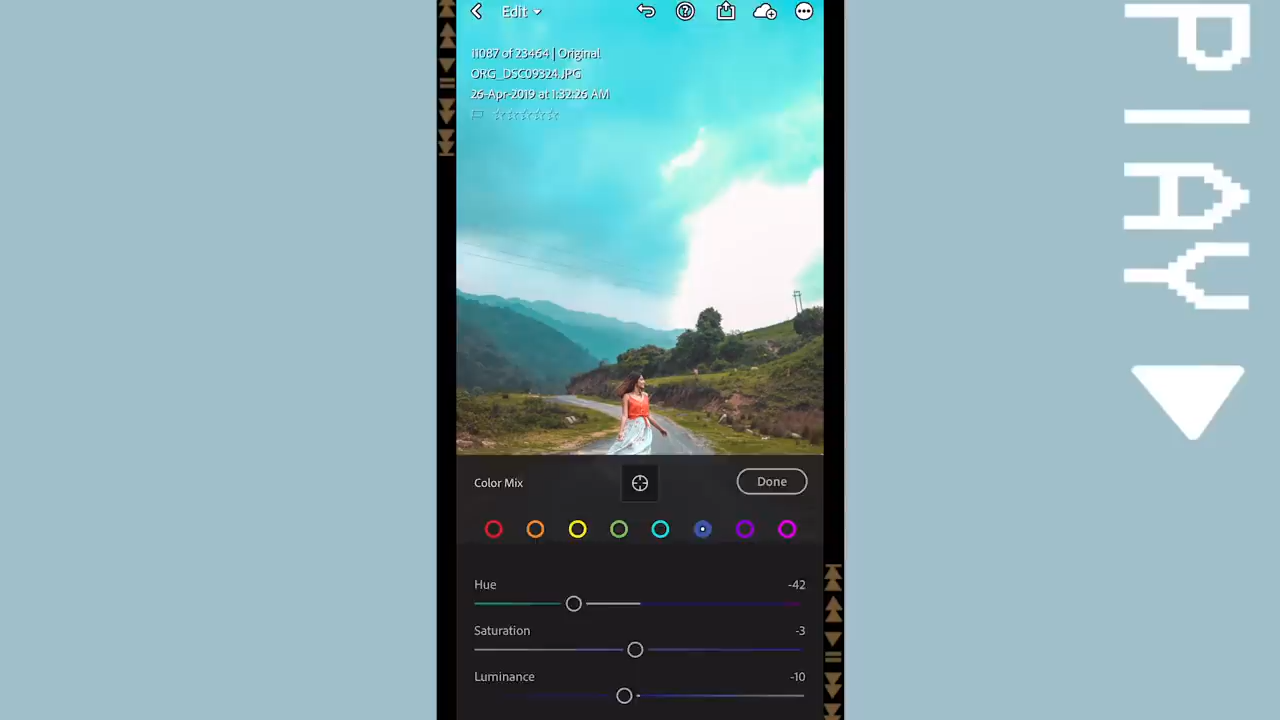 Edit
11087 of 23464 | Original
ORG_DSC09324.JPG
26-Apr-2019 at 1:32:26 AM
Color Mix
Done
Hue -42
Saturation -3
Luminance -10
PLAY